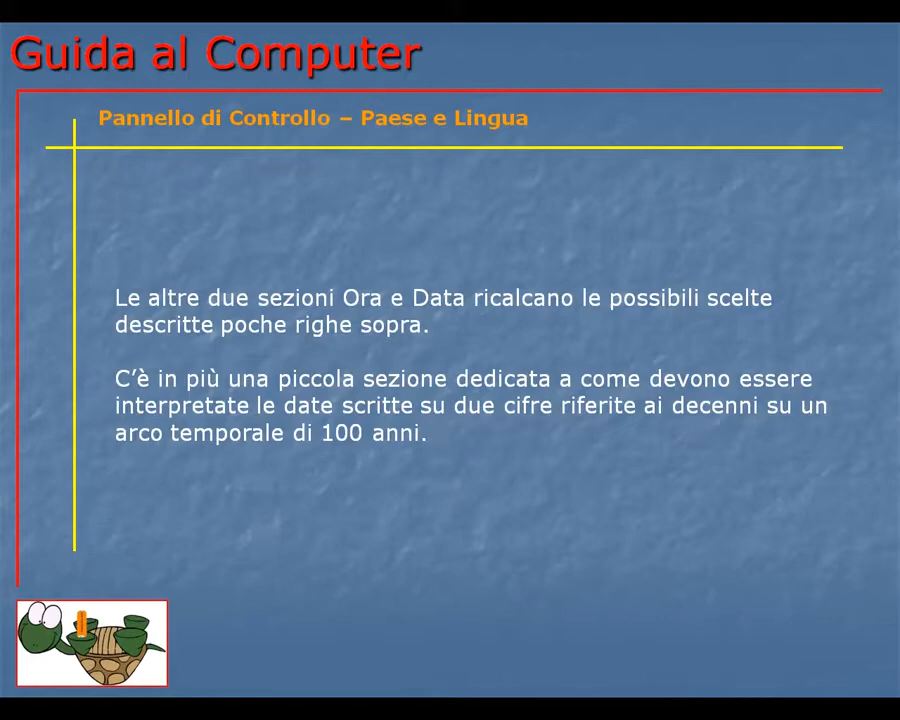 Guida al Computer
Pannello di Controllo – Paese e Lingua
Le altre due sezioni Ora e Data ricalcano le possibili scelte
descritte poche righe sopra.
C’è in più una piccola sezione dedicata a come devono essere
interpretate le date scritte su due cifre riferite ai decenni su un
arco temporale di 100 anni.